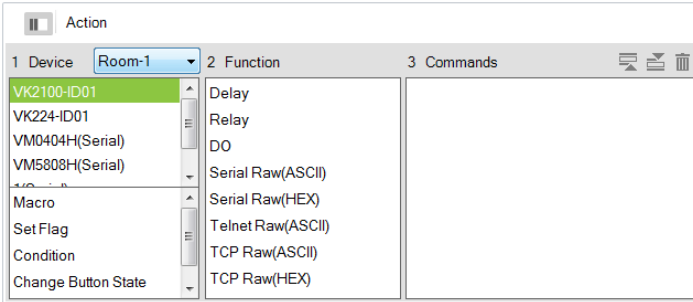 Action
1 Device Room-1 2 Function 3 Commands
VK2100-ID01
VK224-ID01
VM0404H(Serial)
VM5808H(Serial)
Macro
Set Flag
Condition
Change Button State
Delay
Relay
DO
Serial Raw(ASCII)
Serial Raw(HEX)
Telnet Raw(ASCII)
TCP Raw(ASCII)
TCP Raw(HEX)